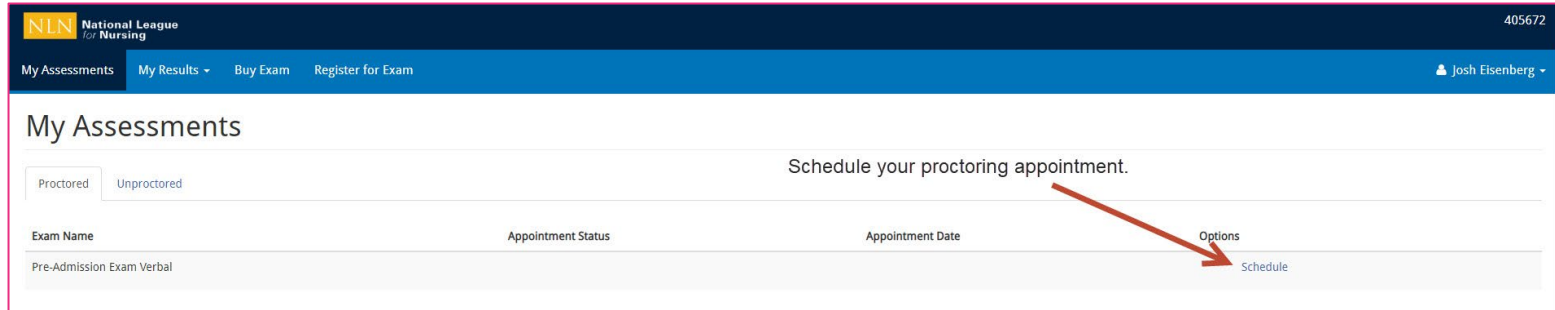 NLN National League
for Nursing
405672
My Assessments My Results Buy Exam Register for Exam Josh Eisenberg
My Assessments
Schedule your proctoring appointment.
Proctored Unproctored
Exam Name Appointment Status Appointment Date Options
Pre-Admission Exam Verbal Schedule